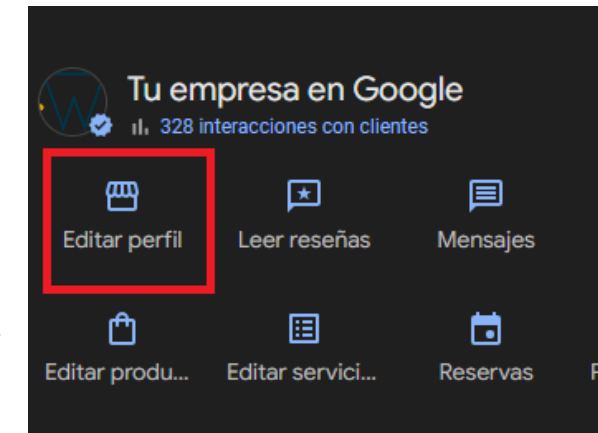 Tu empresa en Google
328 interacciones con clientes
Editar perfil
Leer reseñas
Mensajes
Editar produ...
Editar servici...
Reservas